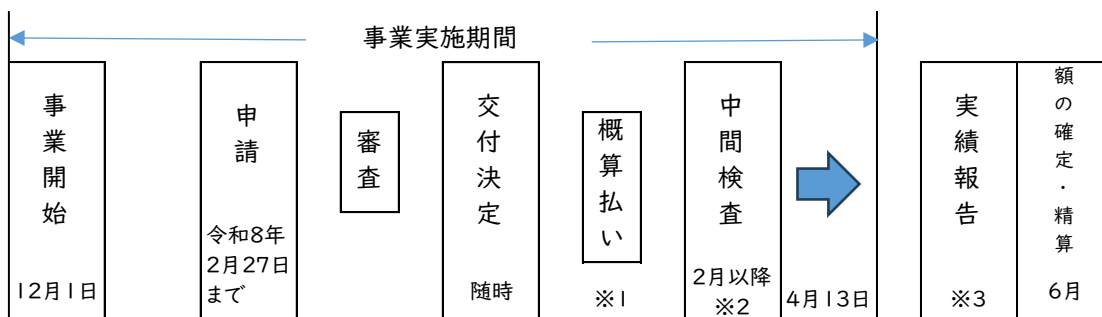 事業実施期間
事業開始
12月1日
申請
令和8年
2月27日
まで
審査
交付決定
随時
概算払い
※1
中間検査
2月以降
※2
4月13日
実績報告
※3
額の確定・精算
6月